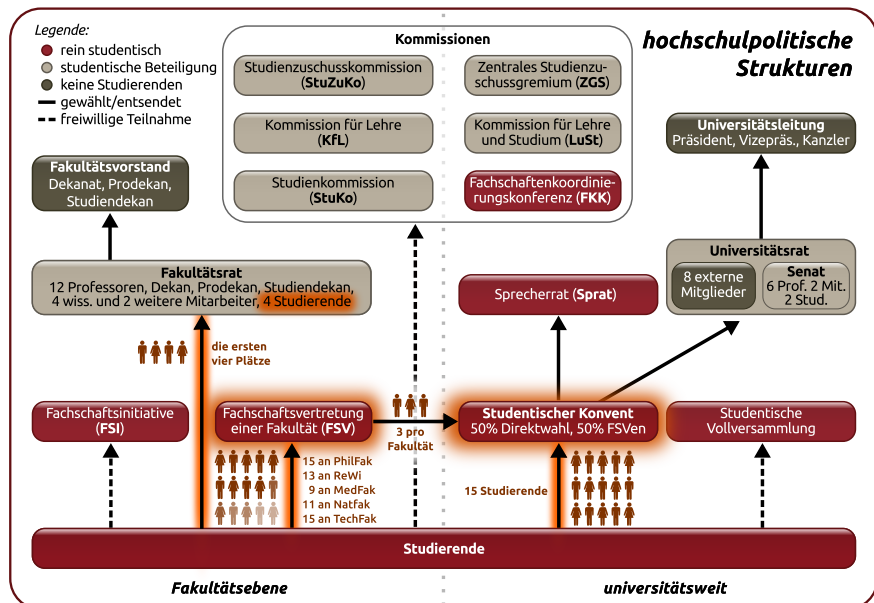 Legende:
rein studentisch
studentische Beteiligung
keine Studierenden
gewählt/entsendet
freiwillige Teilnahme
hochschulpolitische
Strukturen
Kommissionen
Studienzuschusskommission
(StuZuKo)
Zentrales Studienzu-
schussgremium (ZGS)
Kommission für Lehre
(KfL)
Kommission für Lehre
und Studium (LuSt)
Studienkommission
(StuKo)
Fachschaftenkoordinie-
rungskonferenz (FKK)
Universitätsleitung
Präsident, Vizepräs., Kanzler
Fakultätsvorstand
Dekanat, Prodekan,
Studiendekan
Fakultätsrat
12 Professoren, Dekan, Prodekan, Studiendekan,
4 wiss. und 2 weitere Mitarbeiter, 4 Studierende
Sprecherrat (Sprat)
Universitätsrat
8 externe
Mitglieder
Senat
6 Prof. 2 Mit.
2 Stud.
die ersten
vier Plätze
Fachschaftsinitiative
(FSI)
Fachschaftsvertretung
einer Fakultät (FSV)
3 pro
Fakultät
Studentischer Konvent
50% Direktwahl, 50% FSVen
Studentische
Vollversammlung
15 an PhilFak
13 an ReWi
9 an MedFak
11 an Natfak
15 an TechFak
15 Studierende
Studierende
Fakultätsebene
universitätsweit